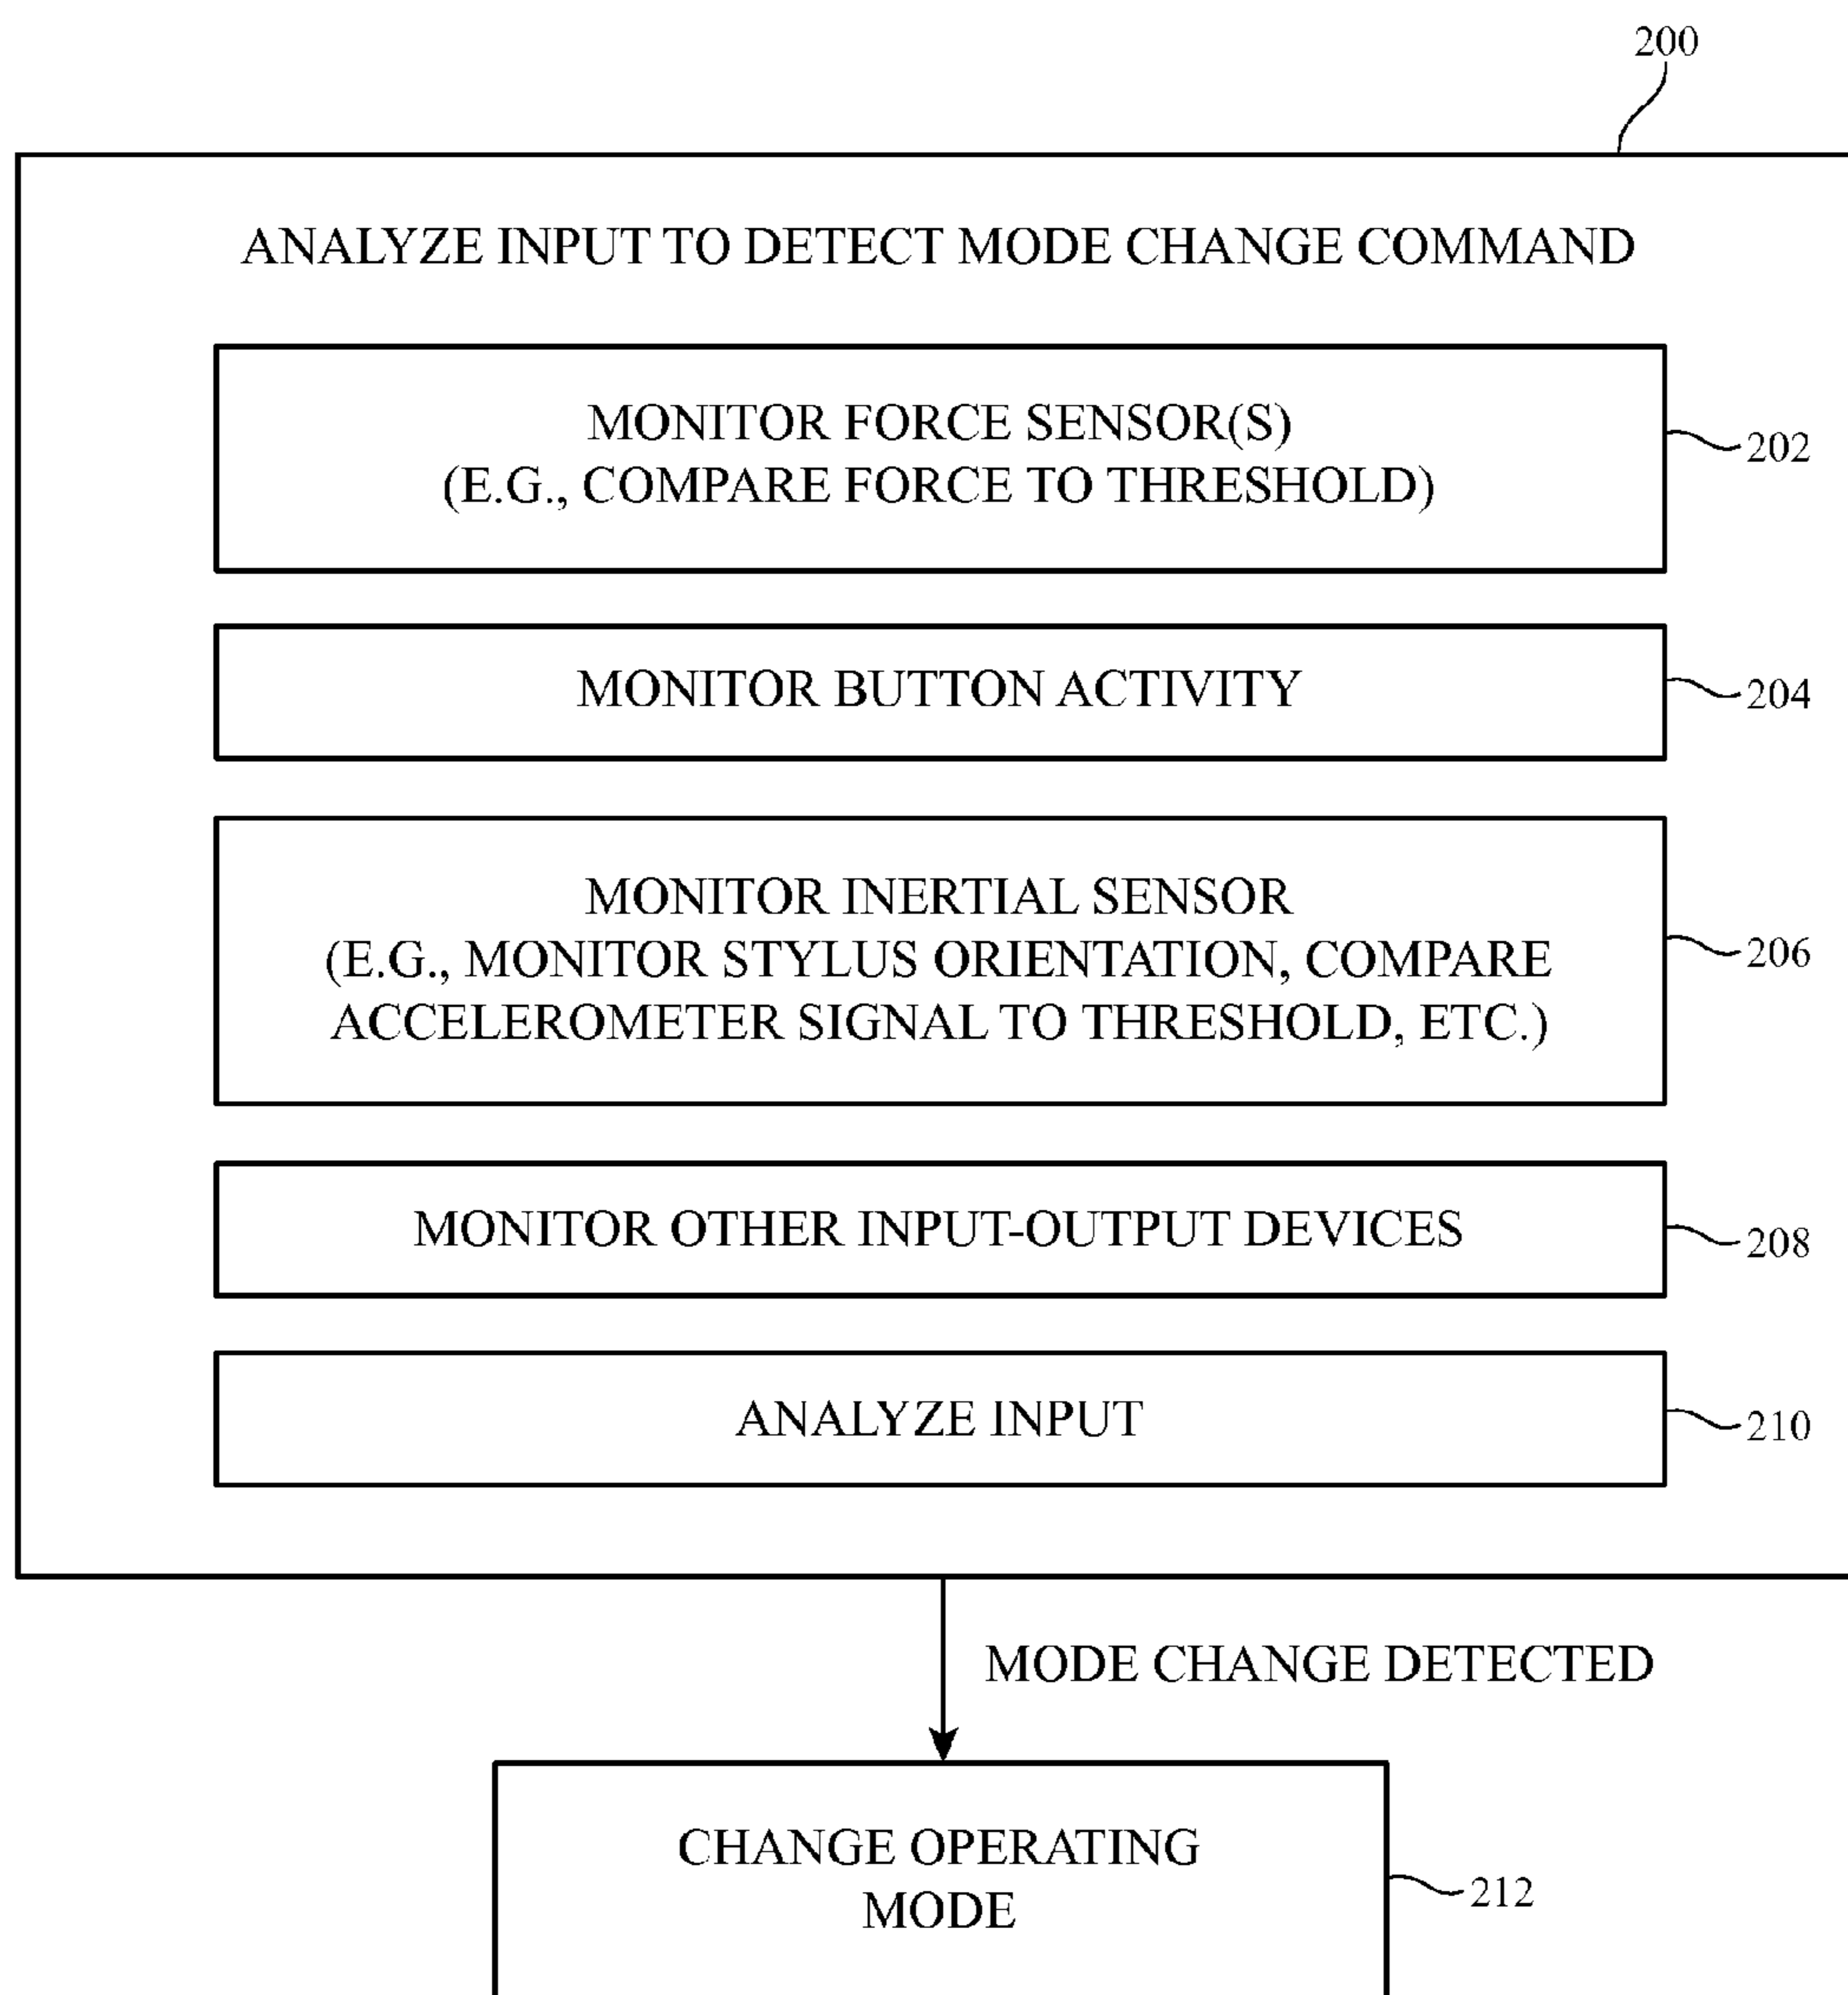 200
ANALYZE INPUT TO DETECT MODE CHANGE COMMAND
MONITOR FORCE SENSOR(S)
(E.G., COMPARE FORCE TO THRESHOLD)
202
MONITOR BUTTON ACTIVITY
204
MONITOR INERTIAL SENSOR
(E.G., MONITOR STYLUS ORIENTATION, COMPARE
ACCELEROMETER SIGNAL TO THRESHOLD, ETC.)
206
MONITOR OTHER INPUT-OUTPUT DEVICES
208
ANALYZE INPUT
210
MODE CHANGE DETECTED
CHANGE OPERATING
MODE
212